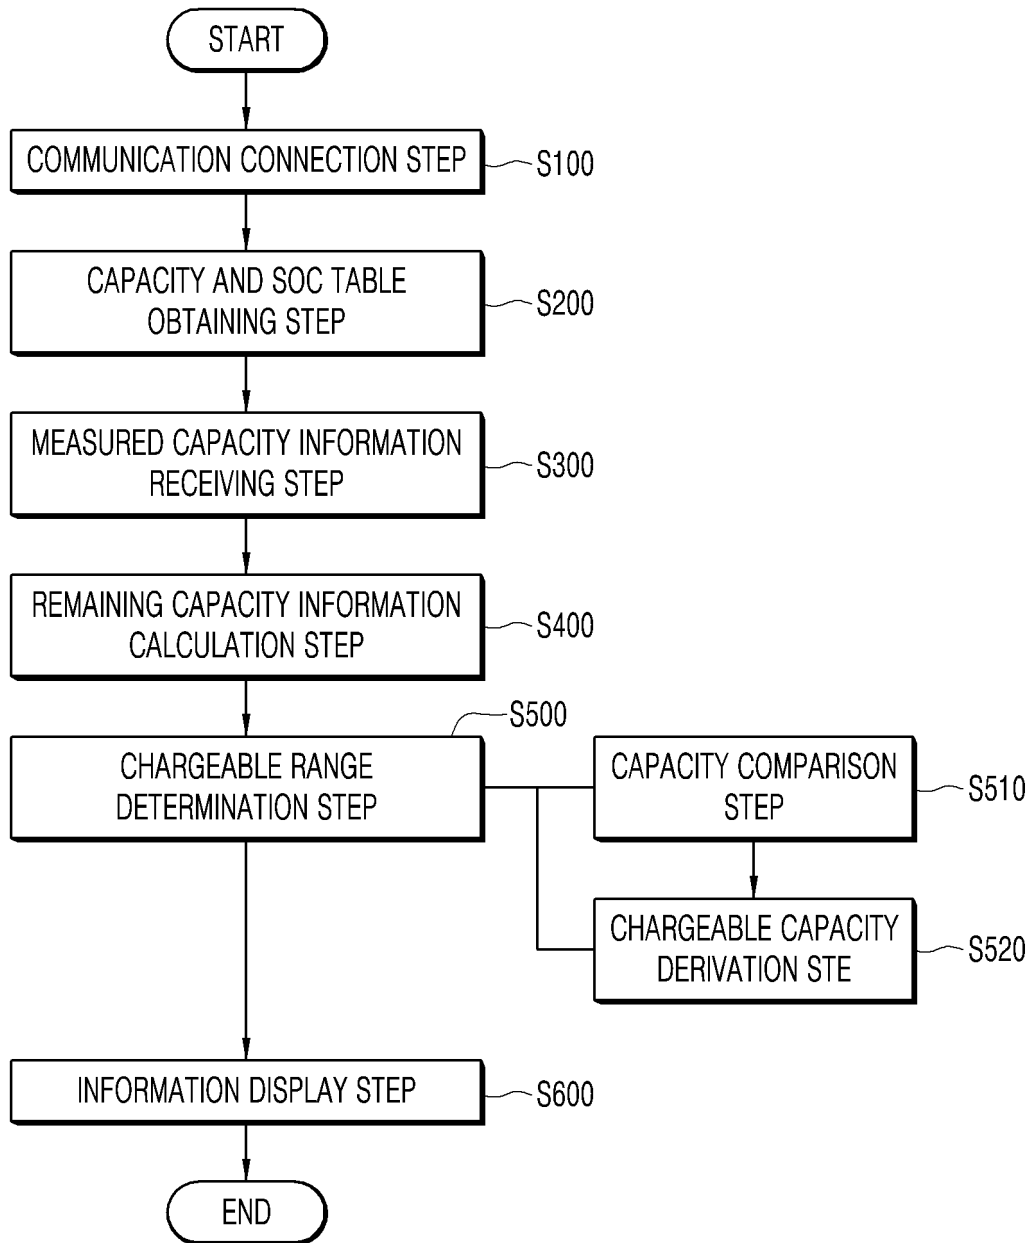 START
COMMUNICATION CONNECTION STEP
S100
CAPACITY AND SOC TABLE
OBTAINING STEP
S200
MEASURED CAPACITY INFORMATION
RECEIVING STEP
S300
REMAINING CAPACITY INFORMATION
CALCULATION STEP
S400
S500
CHARGEABLE RANGE
DETERMINATION STEP
CAPACITY COMPARISON
STEP
S510
CHARGEABLE CAPACITY
DERIVATION STE
S520
INFORMATION DISPLAY STEP
S600
END